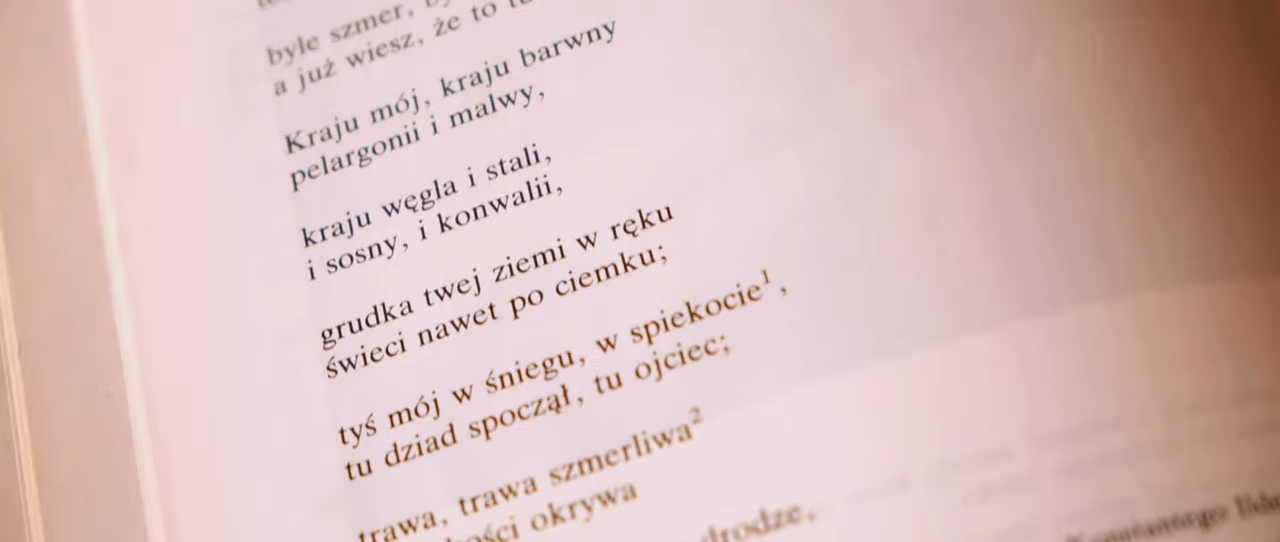 byle szmer,
a już wiesz, że to
Kraju mój, kraju barwny
pelargonii i malwy,
kraju węgla i stali,
i sosny, i konwalii,
grudka twej ziemi w ręku
świeci nawet po ciemku;
tyś mój w śniegu, w spiekocie¹,
tu dziad spoczął, tu ojciec;
trawa, trawa szmerliwa²
okrywa